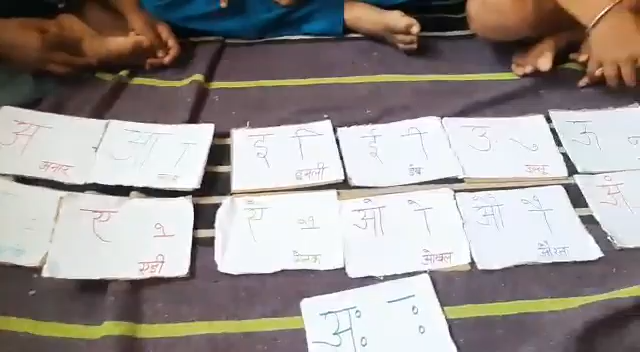 अ
अनार
आ ा
इ ि
इमली
ई ी
ईख
उ ु
उल्लू
ऊ
ए े
एडी
ऐ ै
ऐनक
ओ ो
ओखल
औ ौ
औरत
अं
अः ः